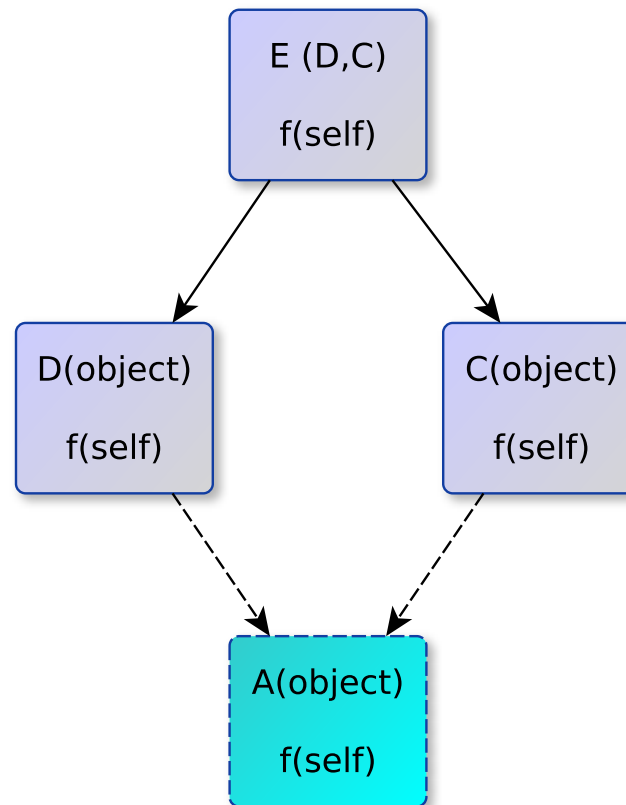 E (D,C)
f(self)
D(object)
f(self)
C(object)
f(self)
A(object)
f(self)